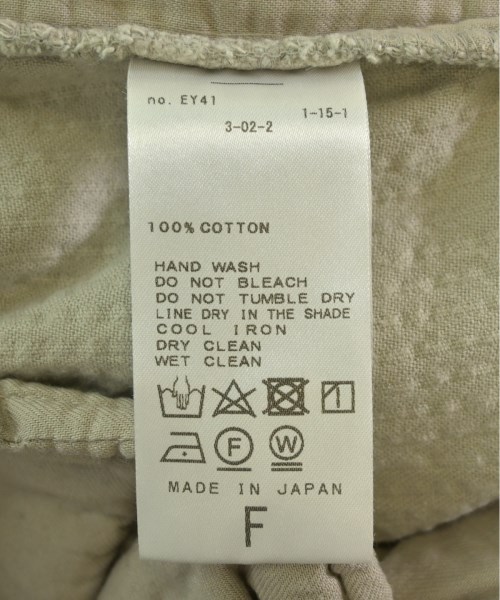 no. EY41
1-15-1
3-02-2
100% COTTON
HAND WASH
DO NOT BLEACH
DO NOT TUMBLE DRY
LINE DRY IN THE SHADE
COOL IRON
DRY CLEAN
WET CLEAN
F W
MADE IN JAPAN
F